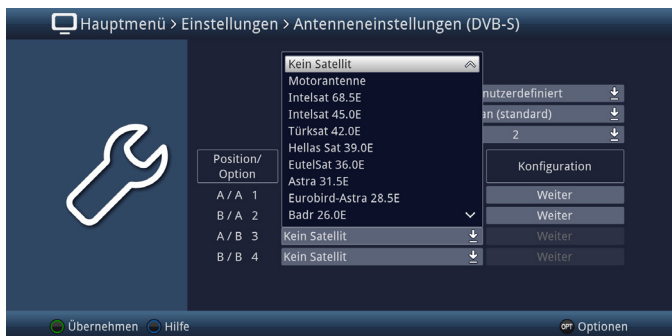 Hauptmenü > Einstellungen > Antenneneinstellungen (DVB-S)
Kein Satellit
Motorantenne
Intelsat 68.5E
nutzerdefiniert
Intelsat 45.0E
an (standard)
Türksat 42.0E
2
Hellas Sat 39.0E
Position/
Option
EutelSat 36.0E
Konfiguration
Astra 31.5E
A / A 1
Eurobird-Astra 28.5E
Weiter
B / A 2
Badr 26.0E
Weiter
A / B 3 Kein Satellit Weiter
B / B 4 Kein Satellit Weiter
Übernehmen Hilfe OPT Optionen